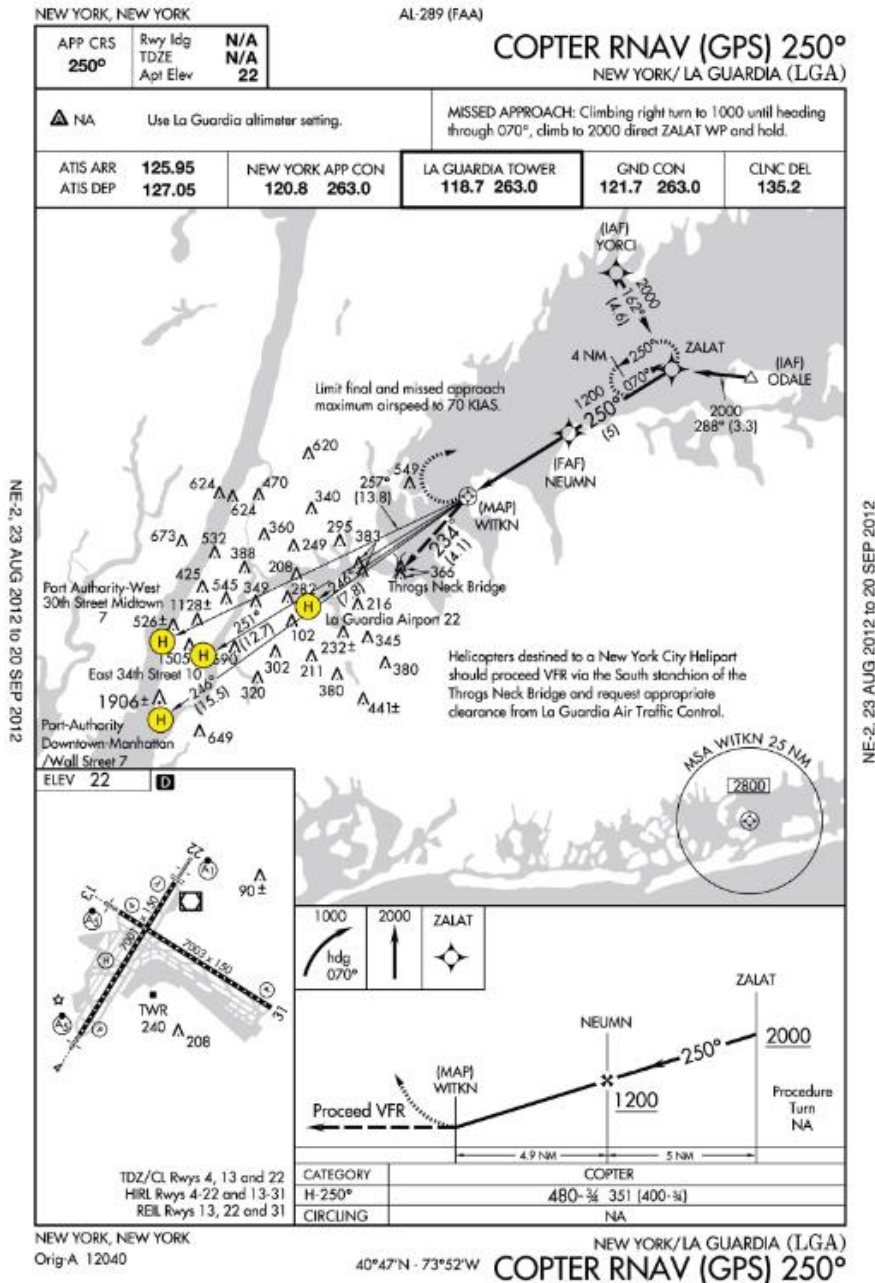 NEW YORK, NEW YORK
AL-289 (FAA)
APP CRS
250°
Rwy ldg N/A
TDZE N/A
Apt Elev 22
COPTER RNAV (GPS) 250°
NEW YORK/ LA GUARDIA (LGA)
A NA
Use La Guardia altimeter setting.
MISSED APPROACH: Climbing right turn to 1000 until heading
through 070°, climb to 2000 direct ZALAT WP and hold.
ATIS ARR 125.95
ATIS DEP 127.05
NEW YORK APP CON
120.8 263.0
LA GUARDIA TOWER
118.7 263.0
GND CON
121.7 263.0
CLNC DEL
135.2
(IAF)
YORCI
2000
162°
(4.6)
4 NM
250°
070°
ZALAT
(IAF)
ODALE
2000
288° (3.3)
1200
250°
(5)
Limit final and missed approach
maximum airspeed to 70 KIAS.
(FAF)
NEUMN
(MAP)
WITKN
620
549
257°
(13.8)
624
624
470
340
234°
(4.1)
673
532
360
295
383
388
249
366
Throgs Neck Bridge
425
545
208
349
282
(7.8)
216
Port Authority-West
30th Street Midtown
7
1128±
526±
H
251°
(12.7)
H
La Guardia Airport 22
102
232±
345
1505
H
590
East 34th Street 10
302
211
380
320
380
246°
(15.5)
441±
1906±
H
649
Port-Authority
Downtown-Manhattan
/Wall Street 7
Helicopters destined to a New York City Heliport
should proceed VFR via the South stanchion of the
Throgs Neck Bridge and request appropriate
clearance from La Guardia Air Traffic Control.
MSA WITKN 25 NM
2800
NE-2, 23 AUG 2012 to 20 SEP 2012
NE-2, 23 AUG 2012 to 20 SEP 2012
ELEV 22
D
22
13
90±
7001 x 150
7003 x 150
31
4
TWR
240
208
TDZ/CL Rwys 4, 13 and 22
HIRL Rwys 4-22 and 13-31
REIL Rwys 13, 22 and 31
1000
hdg
070°
2000
ZALAT
ZALAT
NEUMN
250°
2000
(MAP)
WITKN
1200
Proceed VFR
Procedure
Turn
NA
4.9 NM
5 NM
CATEGORY
COPTER
H-250°
480-¾ 351 (400-¾)
CIRCLING
NA
NEW YORK, NEW YORK
Orig-A 12040
40°47'N - 73°52'W
NEW YORK/LA GUARDIA (LGA)
COPTER RNAV (GPS) 250°